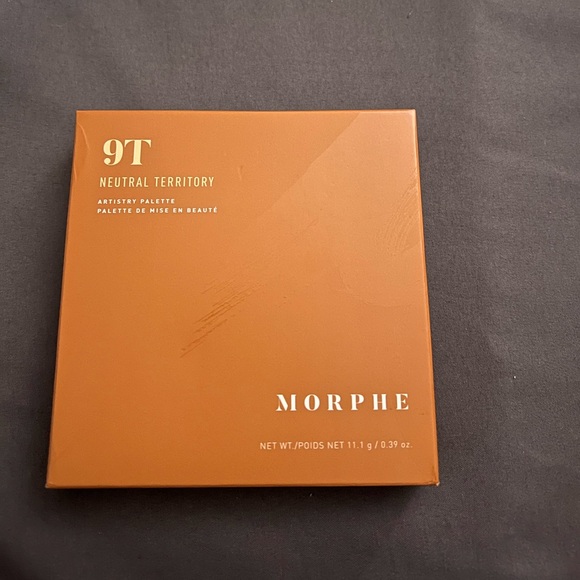 9T
NEUTRAL TERRITORY
ARTISTRY PALETTE
PALETTE DE MISE EN BEAUTÉ
MORPHE
NET WT./POIDS NET 11.1 g / 0.39 oz.